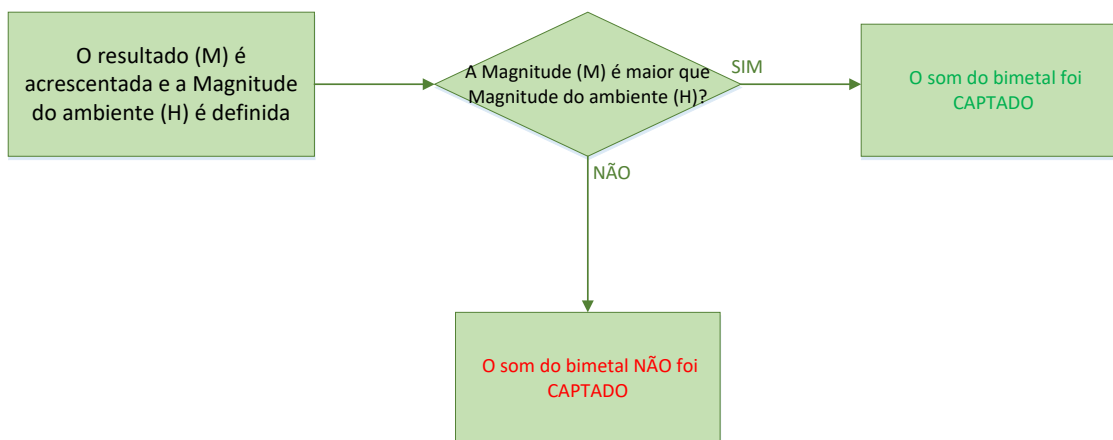 O resultado (M) é
acrescentada e a Magnitude
do ambiente (H) é definida
A Magnitude (M) é maior que
Magnitude do ambiente (H)?
SIM
O som do bimetal foi
CAPTADO
NÃO
O som do bimetal NÃO foi
CAPTADO